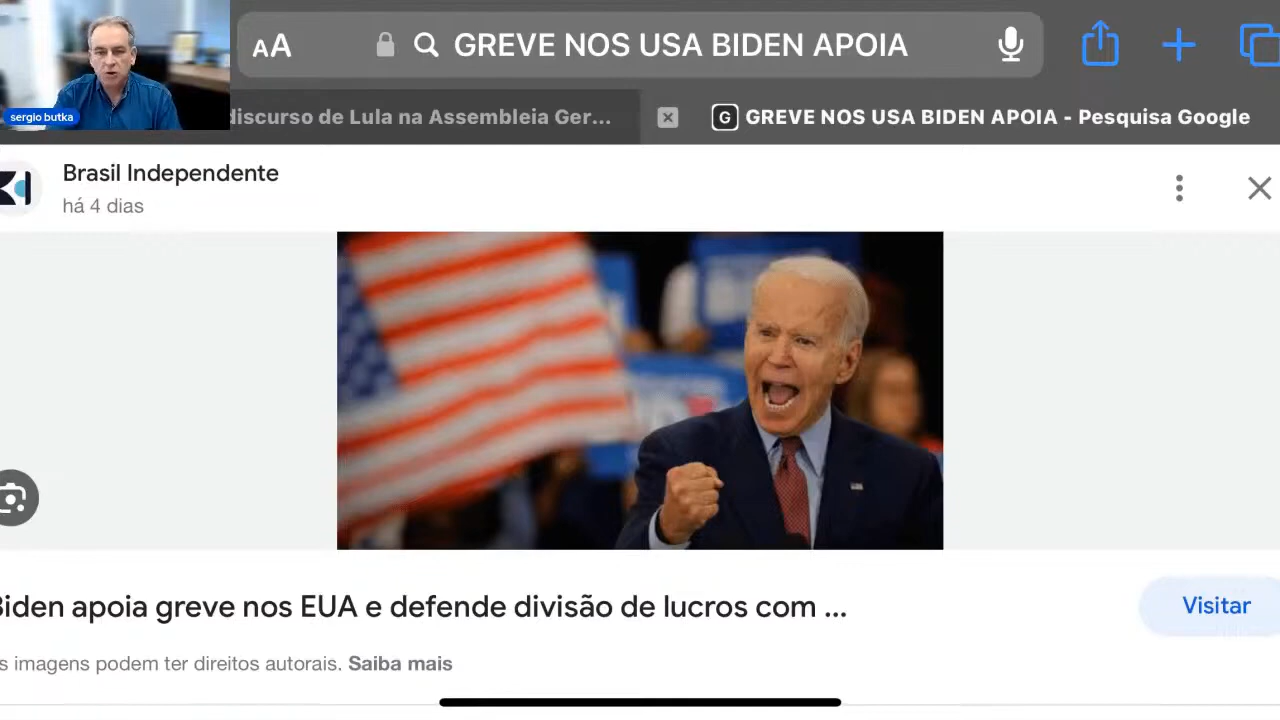 AA
GREVE NOS USA BIDEN APOIA
sergio butka
discurso de Lula na Assembleia Ger...
G GREVE NOS USA BIDEN APOIA - Pesquisa Google
Brasil Independente
há 4 dias
Biden apoia greve nos EUA e defende divisão de lucros com ...
Visitar
s imagens podem ter direitos autorais. Saiba mais